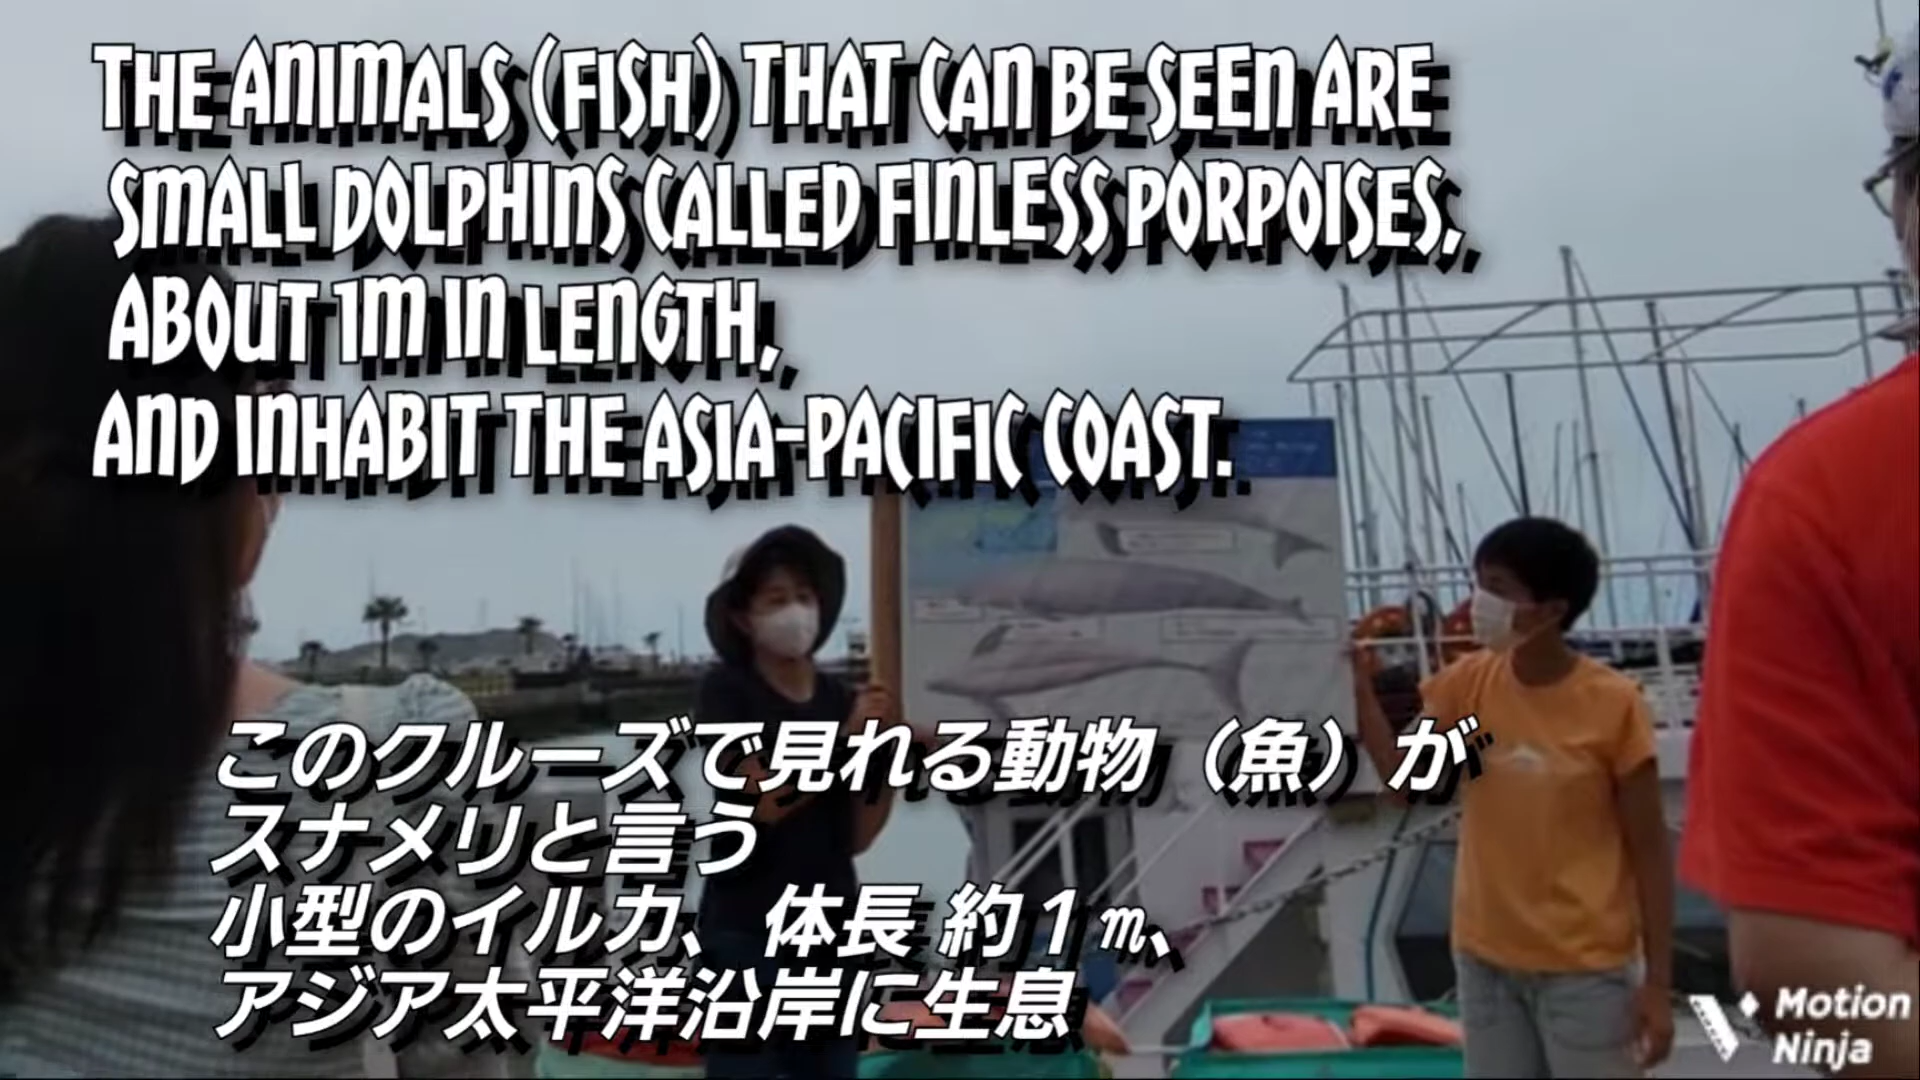 THE ANIMALS (FISH) THAT CAN BE SEEN ARE
SMALL DOLPHINS CALLED FINLESS PORPOISES,
ABOUT 1M IN LENGTH,
AND INHABIT THE ASIA-PACIFIC COAST.
このクルーズで見れる動物（魚）が
スナメリと言う
小型のイルカ、体長 約１ｍ、
アジア太平洋沿岸に生息
Motion
Ninja